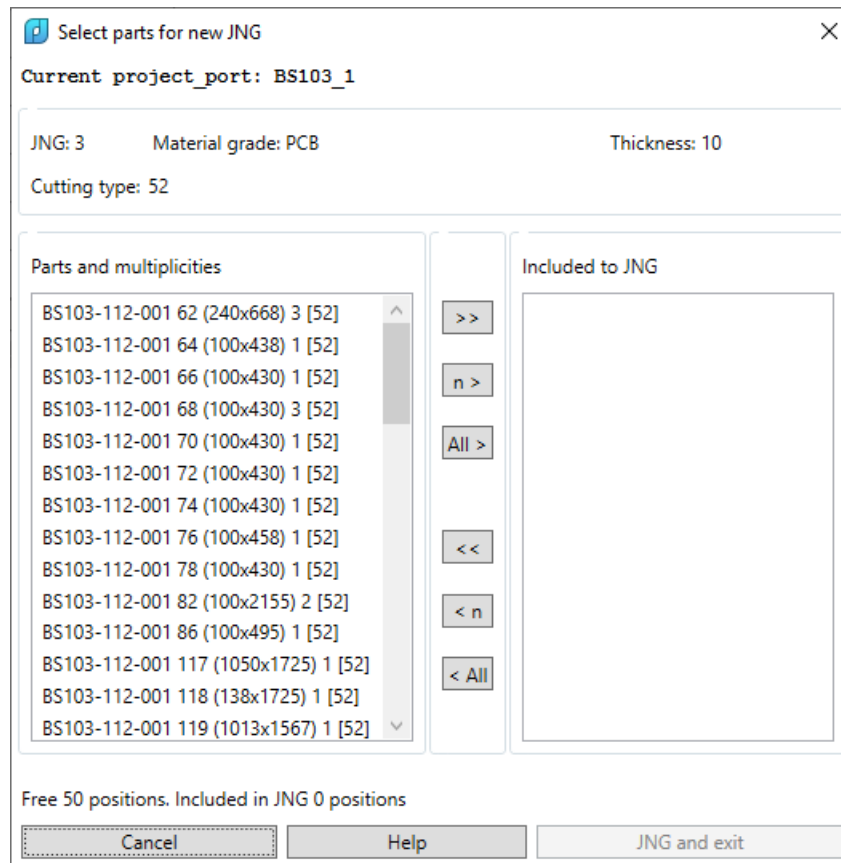 Select parts for new JNG
Current project_port: BS103_1
JNG: 3 Material grade: PCB Thickness: 10
Cutting type: 52
Parts and multiplicities
BS103-112-001 62 (240x668) 3 [52]
BS103-112-001 64 (100x438) 1 [52]
BS103-112-001 66 (100x430) 1 [52]
BS103-112-001 68 (100x430) 3 [52]
BS103-112-001 70 (100x430) 1 [52]
BS103-112-001 72 (100x430) 1 [52]
BS103-112-001 74 (100x430) 1 [52]
BS103-112-001 76 (100x458) 1 [52]
BS103-112-001 78 (100x430) 1 [52]
BS103-112-001 82 (100x2155) 2 [52]
BS103-112-001 86 (100x495) 1 [52]
BS103-112-001 117 (1050x1725) 1 [52]
BS103-112-001 118 (138x1725) 1 [52]
BS103-112-001 119 (1013x1567) 1 [52]
>>
n >
All >
<<
< n
< All
Included to JNG
Free 50 positions. Included in JNG 0 positions
Cancel Help JNG and exit